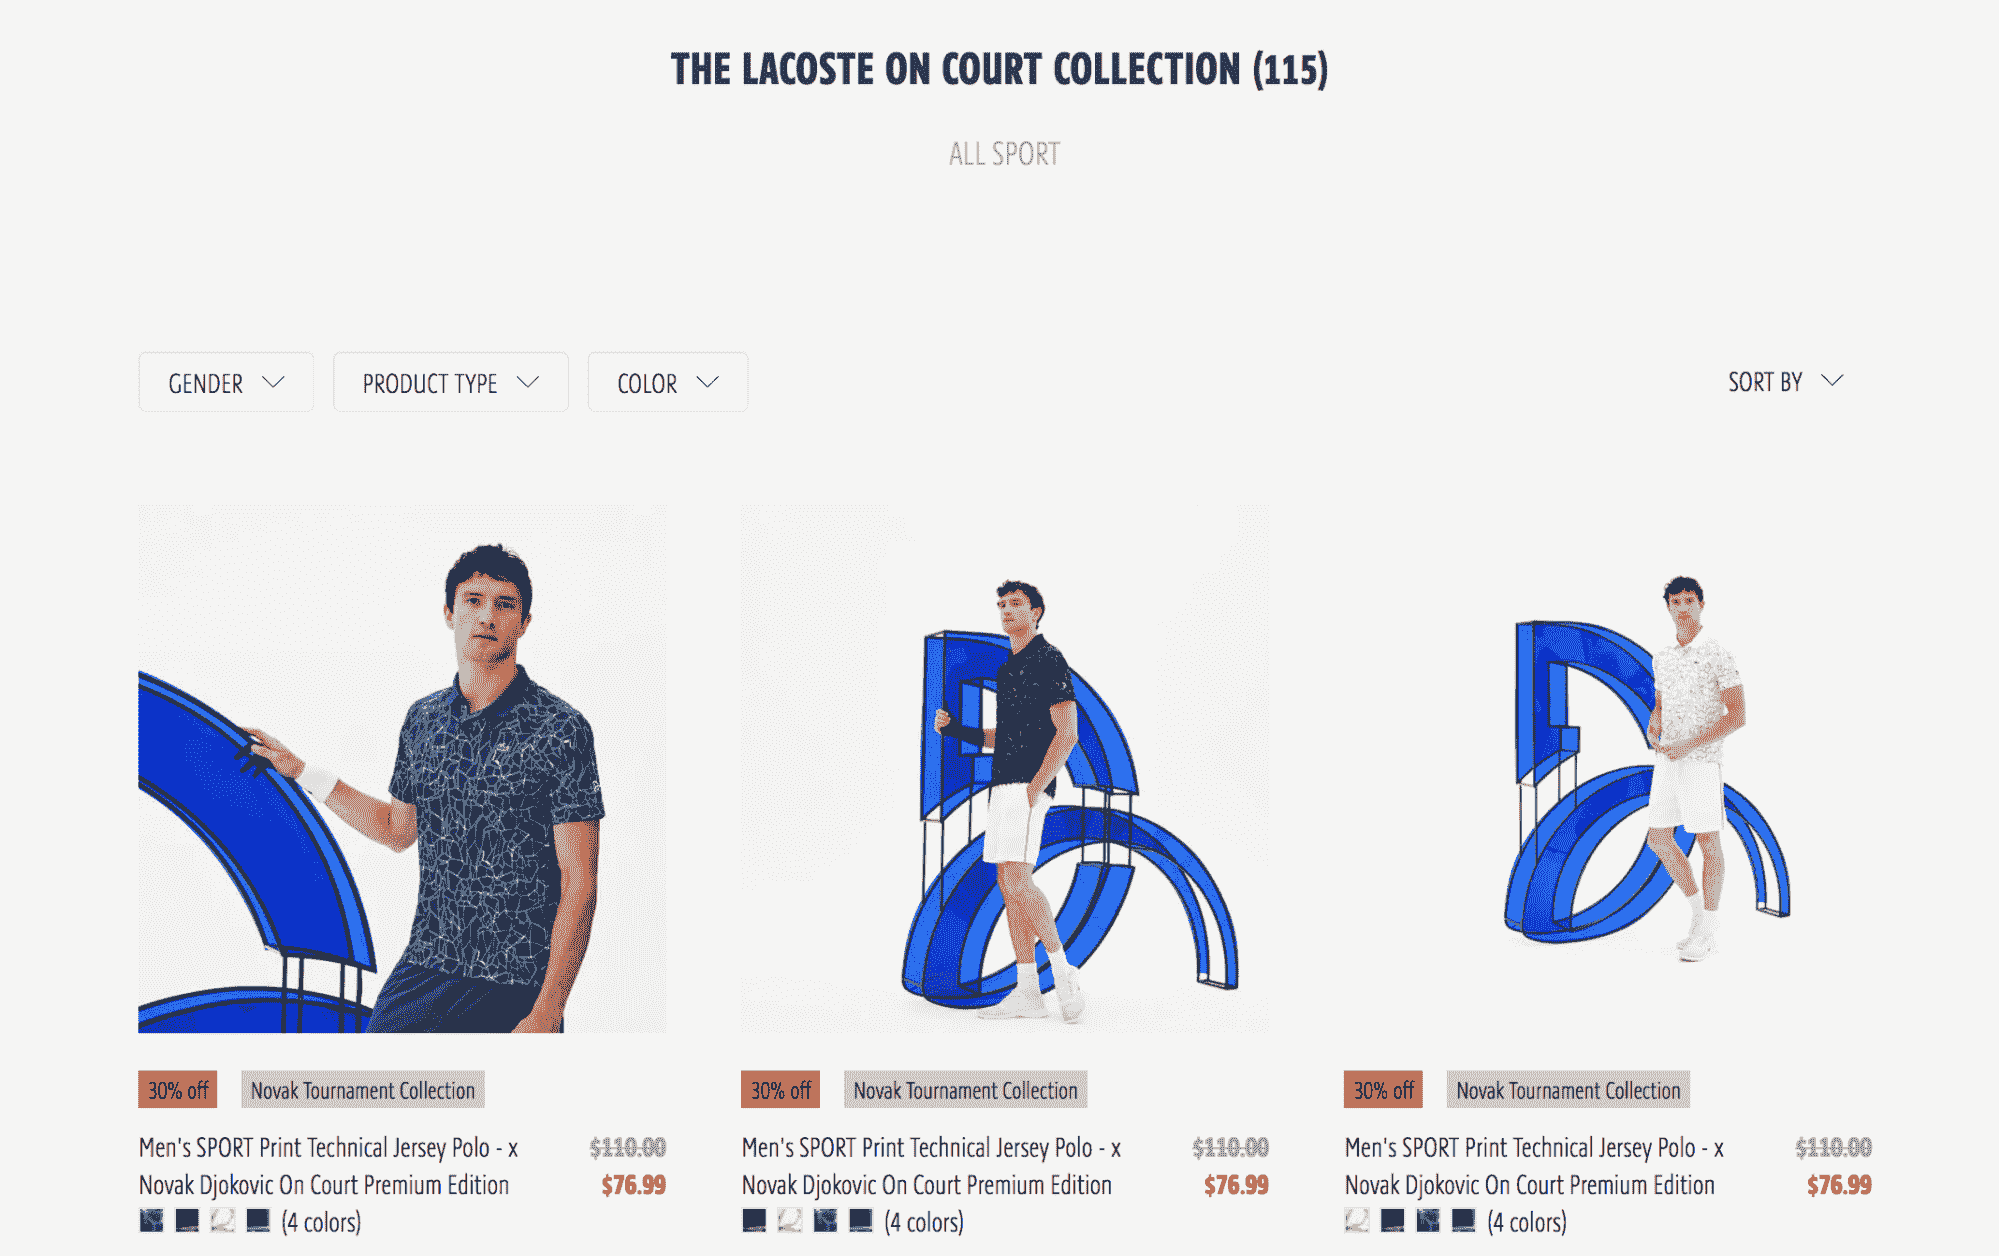 THE LACOSTE ON COURT COLLECTION (115)
ALL SPORT
GENDER
PRODUCT TYPE
COLOR
SORT BY
30% off
Novak Tournament Collection
Men's SPORT Print Technical Jersey Polo - x
$110.00
Novak Djokovic On Court Premium Edition
$76.99
(4 colors)
30% off
Novak Tournament Collection
Men's SPORT Print Technical Jersey Polo - x
$110.00
Novak Djokovic On Court Premium Edition
$76.99
(4 colors)
30% off
Novak Tournament Collection
Men's SPORT Print Technical Jersey Polo - x
$110.00
Novak Djokovic On Court Premium Edition
$76.99
(4 colors)